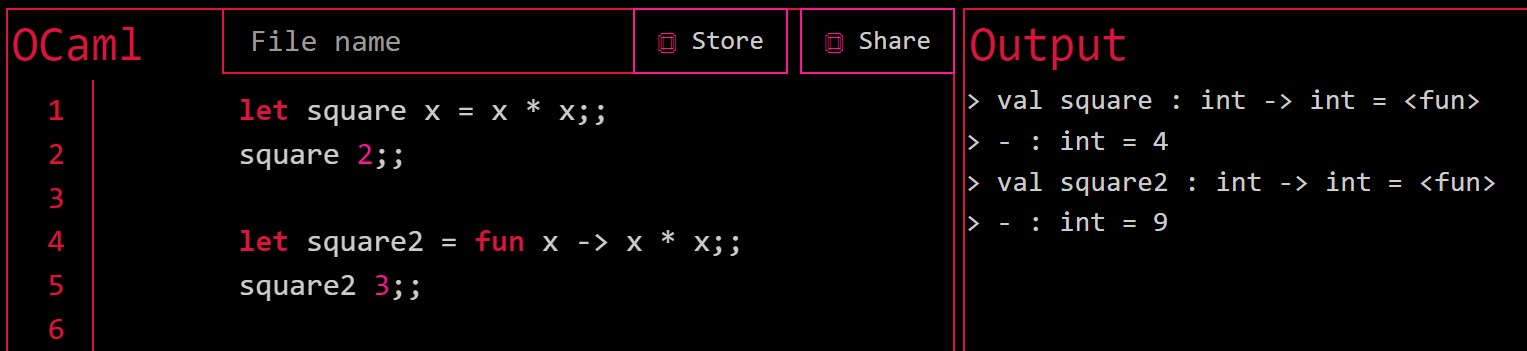 OCaml
File name
Store
Share
1 let square x = x * x;;
2 square 2;;
3
4 let square2 = fun x -> x * x;;
5 square2 3;;
6
Output
> val square : int -> int = <fun>
> - : int = 4
> val square2 : int -> int = <fun>
> - : int = 9